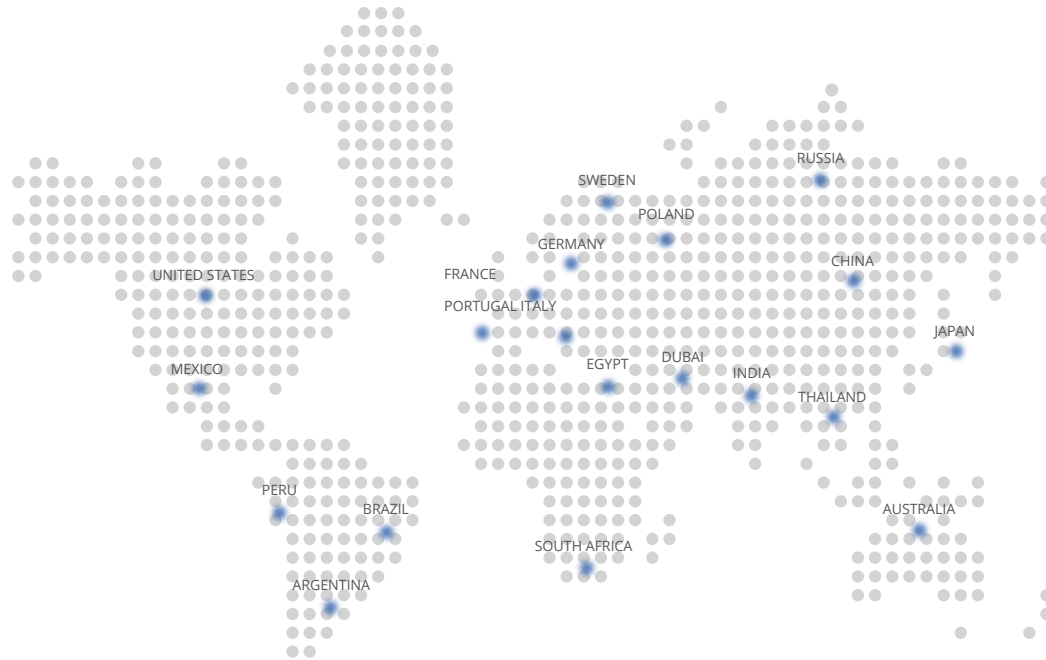 RUSSIA
SWEDEN
POLAND
GERMANY
CHINA
FRANCE
UNITED STATES
PORTUGAL ITALY
JAPAN
DUBAI
EGYPT
MEXICO
INDIA
THAILAND
PERU
BRAZIL
AUSTRALIA
SOUTH AFRICA
ARGENTINA